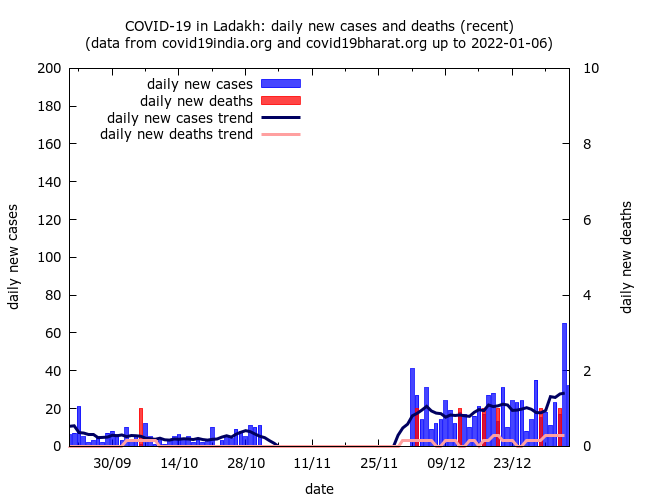 COVID-19 in Ladakh: daily new cases and deaths (recent)
(data from covid19india.org and covid19bharat.org up to 2022-01-06)
daily new cases
daily new deaths
daily new cases trend
daily new deaths trend
200
180
160
140
120
100
80
60
40
20
0
10
8
6
4
2
0
daily new cases
daily new deaths
30/09 14/10 28/10 11/11 25/11 09/12 23/12
date